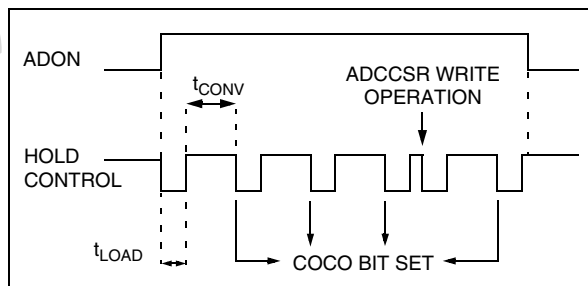 ADON
tCONV
ADCCSR WRITE
OPERATION
HOLD
CONTROL
tLOAD
COCO BIT SET